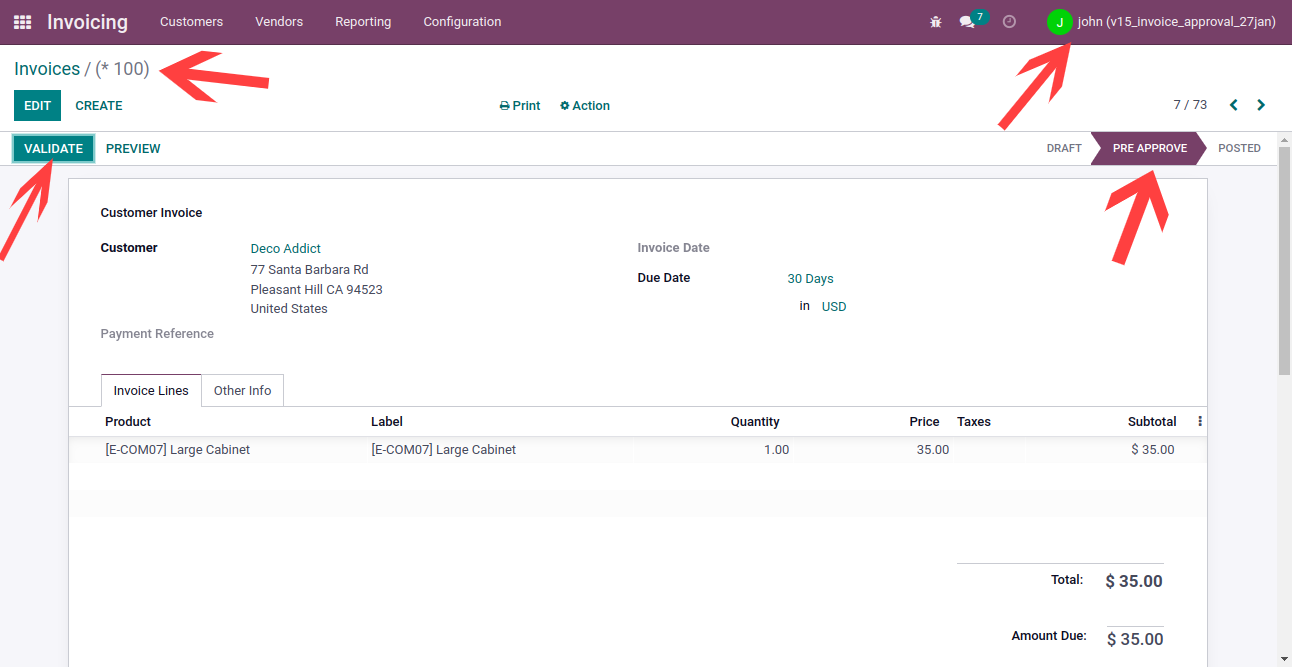 Invoicing Customers Vendors Reporting Configuration 7 J john (v15_invoice_approval_27jan)
Invoices / (* 100)
EDIT CREATE Print Action 7 / 73
VALIDATE PREVIEW DRAFT PRE APPROVE POSTED
Customer Invoice
Customer Deco Addict Invoice Date
77 Santa Barbara Rd
Pleasant Hill CA 94523 Due Date 30 Days
United States in USD
Payment Reference
Invoice Lines Other Info
Product Label Quantity Price Taxes Subtotal
[E-COM07] Large Cabinet [E-COM07] Large Cabinet 1.00 35.00 $ 35.00
Total: $ 35.00
Amount Due: $ 35.00